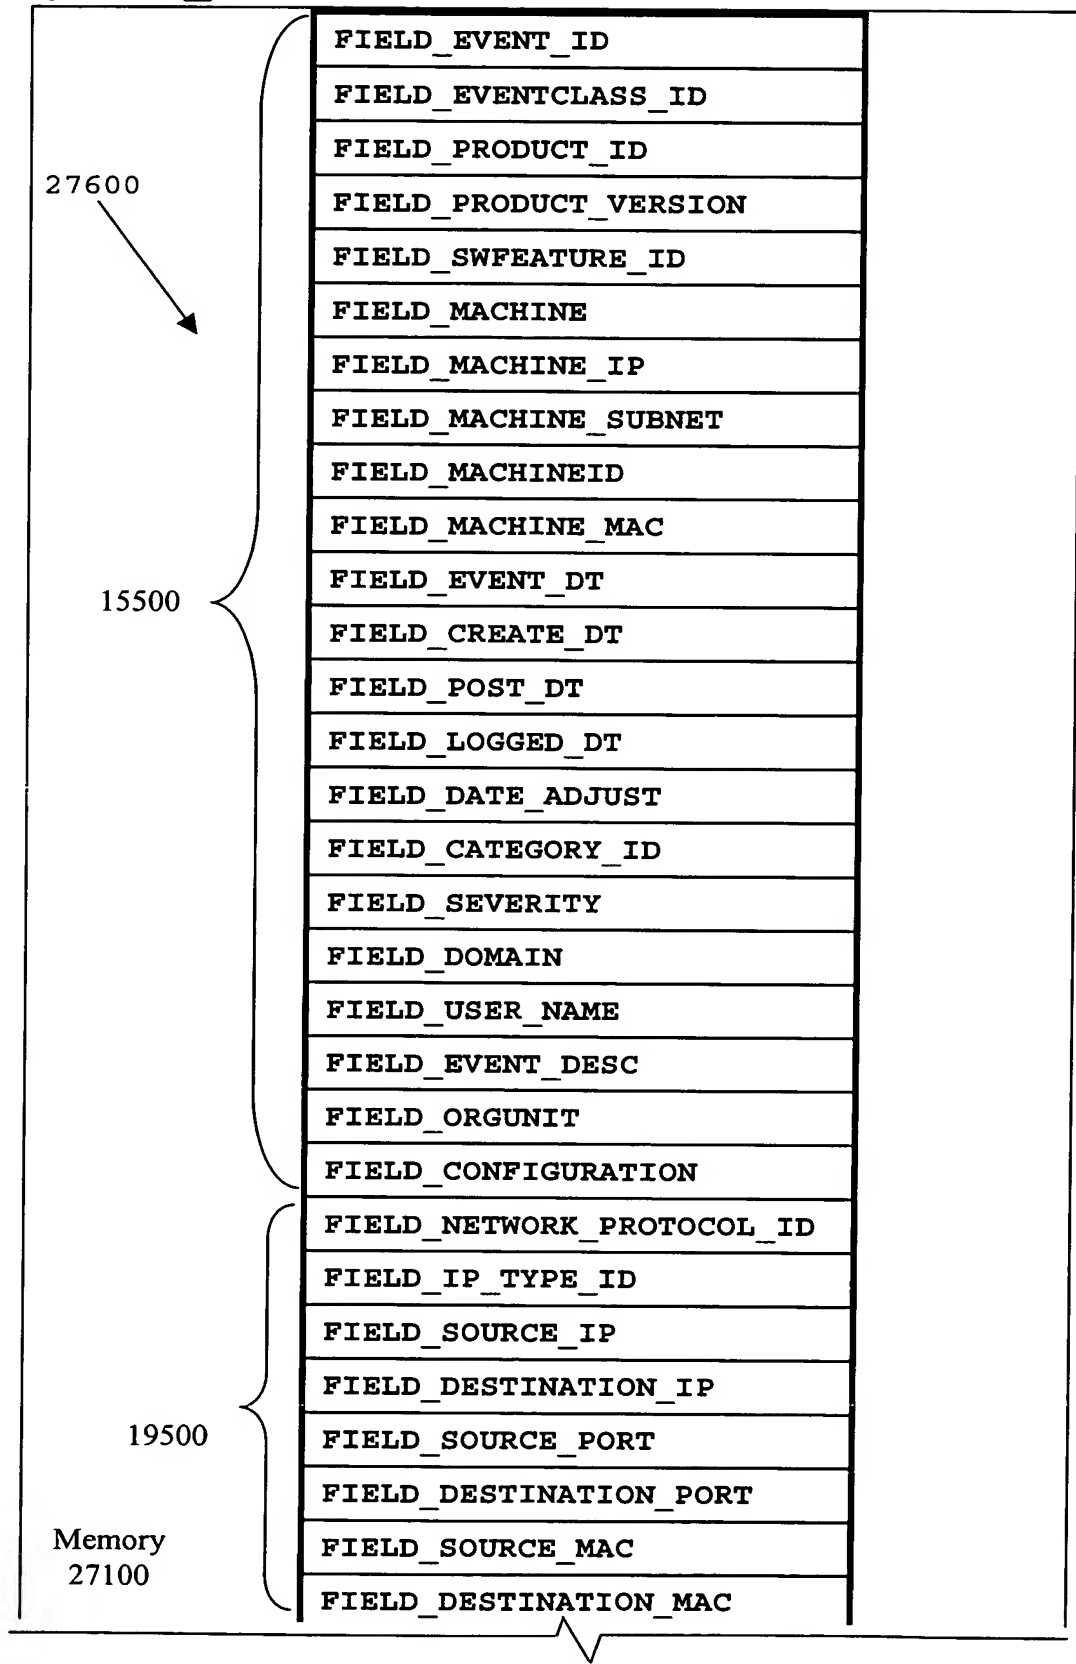 FIELD_EVENT_ID
FIELD_EVENTCLASS_ID
FIELD_PRODUCT_ID
27600
FIELD_PRODUCT_VERSION
FIELD_SWFEATURE_ID
FIELD_MACHINE
FIELD_MACHINE_IP
FIELD_MACHINE_SUBNET
FIELD_MACHINEID
FIELD_MACHINE_MAC
FIELD_EVENT_DT
15500
FIELD_CREATE_DT
FIELD_POST_DT
FIELD_LOGGED_DT
FIELD_DATE_ADJUST
FIELD_CATEGORY_ID
FIELD_SEVERITY
FIELD_DOMAIN
FIELD_USER_NAME
FIELD_EVENT_DESC
FIELD_ORGUNIT
FIELD_CONFIGURATION
FIELD_NETWORK_PROTOCOL_ID
FIELD_IP_TYPE_ID
FIELD_SOURCE_IP
FIELD_DESTINATION_IP
19500
FIELD_SOURCE_PORT
FIELD_DESTINATION_PORT
FIELD_SOURCE_MAC
Memory
27100
FIELD_DESTINATION_MAC